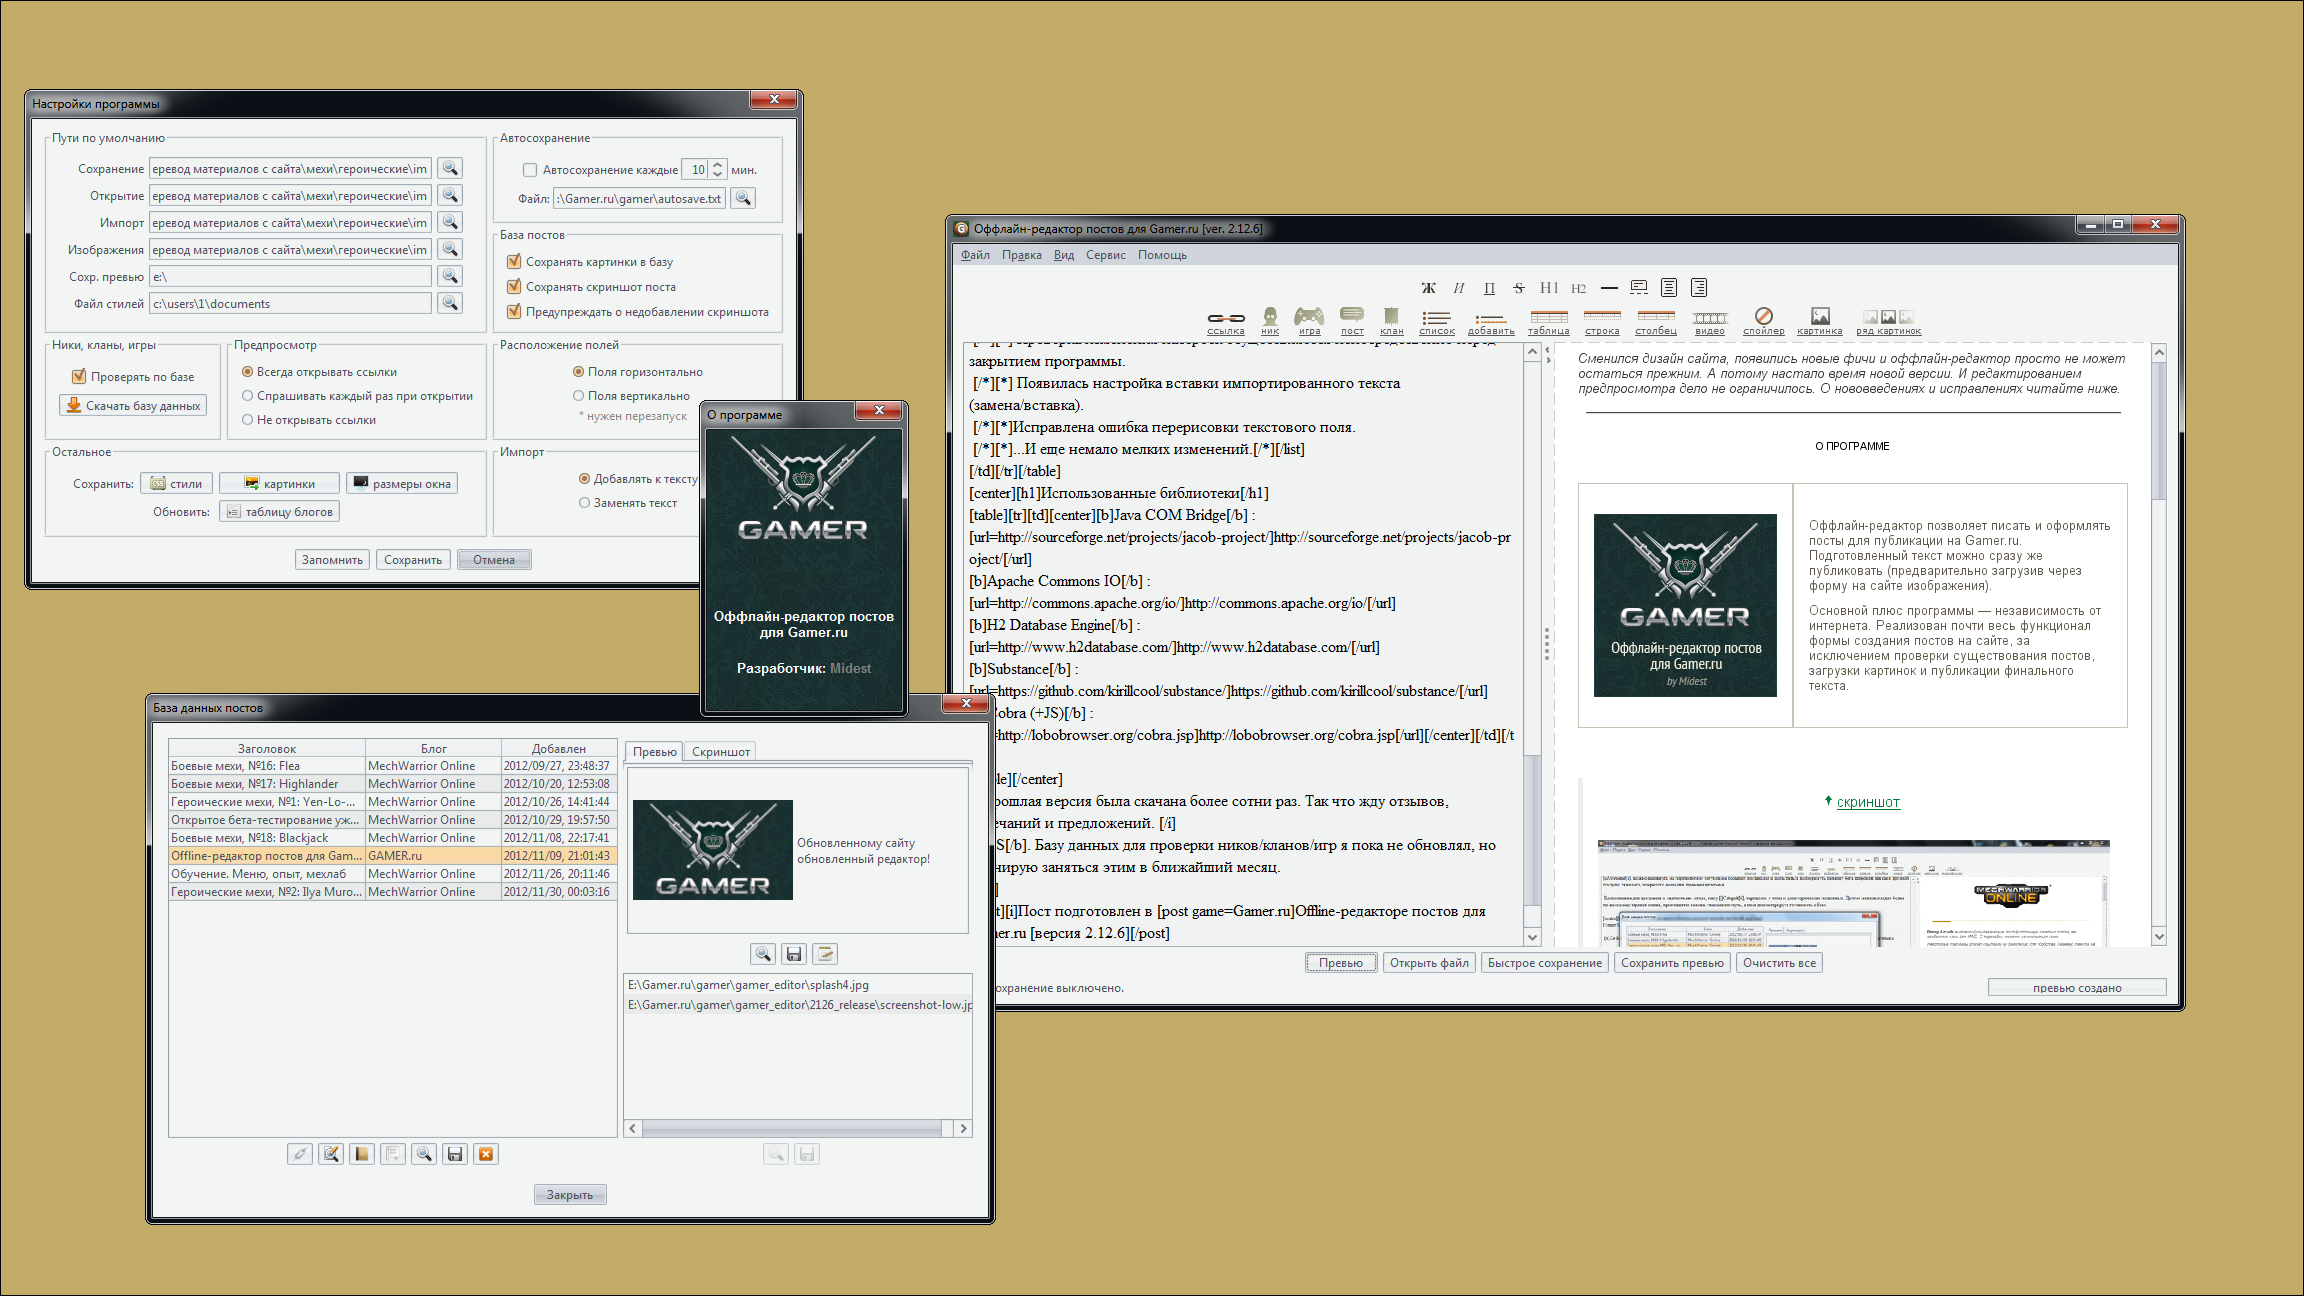 Настройки программы
Пути по умолчанию
Сохранение еревод материалов с сайта\мехи\героические\im
Открытие еревод материалов с сайта\мехи\героические\im
Импорт еревод материалов с сайта\мехи\героические\im
Изображения еревод материалов с сайта\мехи\героические\im
Сохр. превью e:\
Файл стилей c:\users\1\documents
Автосохранение
Автосохранение каждые 10 мин.
Файл: :\Gamer.ru\gamer\autosave.txt
База постов
Сохранять картинки в базу
Сохранять скриншот поста
Предупреждать о недобавлении скриншота
Ники, кланы, игры
Проверять по базе
Скачать базу данных
Предпросмотр
Всегда открывать ссылки
Спрашивать каждый раз при открытии
Не открывать ссылки
Расположение полей
Поля горизонтально
Поля вертикально
* нужен перезапуск
Остальное
Сохранить: CSS стили картинки размеры окна
Обновить: таблицу блогов
Импорт
Добавлять к тексту
Заменять текст
Запомнить Сохранить Отмена
О программе
GAMER
Оффлайн-редактор постов
для Gamer.ru
Разработчик: Midest
База данных постов
Заголовок Блог Добавлен
Боевые мехи, №16: Flea MechWarrior Online 2012/09/27, 23:48:37
Боевые мехи, №17: Highlander MechWarrior Online 2012/10/20, 12:53:08
Героические мехи, №1: Yen-Lo-... MechWarrior Online 2012/10/26, 14:41:44
Открытое бета-тестирование уж... MechWarrior Online 2012/10/29, 19:57:50
Боевые мехи, №18: Blackjack MechWarrior Online 2012/11/08, 22:17:41
Offline-редактор постов для Gam... GAMER.ru 2012/11/09, 21:01:43
Обучение. Меню, опыт, мехлаб MechWarrior Online 2012/11/26, 20:11:46
Героические мехи, №2: Ilya Muro... MechWarrior Online 2012/11/30, 00:03:16
Превью Скриншот
GAMER
Обновленному сайту
обновленный редактор!
E:\Gamer.ru\gamer\gamer_editor\splash4.jpg
E:\Gamer.ru\gamer\gamer_editor\2126_release\screenshot-low.jp
Закрыть
Оффлайн-редактор постов для Gamer.ru [ver. 2.12.6]
Файл Правка Вид Сервис Помощь
Ж И П S H1 H2
ссылка ник игра пост клан список добавить таблица строка столбец видео спойлер картинка ряд картинок
закрытием программы.
[/*][*] Появилась настройка вставки импортированного текста
(замена/вставка).
[/*][*]Исправлена ошибка перерисовки текстового поля.
[/*][*]...И еще немало мелких изменений.[/*][/list]
[/td][/tr][/table]
[center][h1]Использованные библиотеки[/h1]
[table][tr][td][center][b]Java COM Bridge[/b] :
[url=http://sourceforge.net/projects/jacob-project/]http://sourceforge.net/projects/jacob-pr
oject/[/url]
[b]Apache Commons IO[/b] :
[url=http://commons.apache.org/io/]http://commons.apache.org/io/[/url]
[b]H2 Database Engine[/b] :
[url=http://www.h2database.com/]http://www.h2database.com/[/url]
[b]Substance[/b] :
[url=https://github.com/kirillcool/substance/]https://github.com/kirillcool/substance/[/url]
Cobra (+JS)[/b] :
=http://lobobrowser.org/cobra.jsp]http://lobobrowser.org/cobra.jsp[/url][/center][/td][/t
le][/center]
рошлая версия была скачана более сотни раз. Так что жду отзывов,
ечаний и предложений. [/i]
S[/b]. Базу данных для проверки ников/кланов/игр я пока не обновлял, но
нирую заняться этим в ближайший месяц.
]
t][i]Пост подготовлен в [post game=Gamer.ru]Offline-редакторе постов для
ner.ru [версия 2.12.6][/post]
Сменился дизайн сайта, появились новые фичи и оффлайн-редактор просто не может
остаться прежним. А потому настало время новой версии. И редактированием
предпросмотра дело не ограничилось. О нововведениях и исправлениях читайте ниже.
О ПРОГРАММЕ
GAMER
Оффлайн-редактор постов
для Gamer.ru
by Midest
Оффлайн-редактор позволяет писать и оформлять
посты для публикации на Gamer.ru.
Подготовленный текст можно сразу же
публиковать (предварительно загрузив через
форму на сайте изображения).
Основной плюс программы — независимость от
интернета. Реализован почти весь функционал
формы создания постов на сайте, за
исключением проверки существования постов,
загрузки картинок и публикации финального
текста.
скриншот
MECHWARRIOR
ONLINE
Превью Открыть файл Быстрое сохранение Сохранить превью Очистить все
охранение выключено.
превью создано